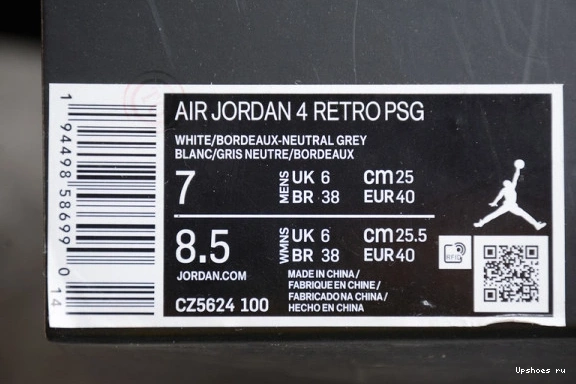 AIR JORDAN 4 RETRO PSG
WHITE/BORDEAUX-NEUTRAL GREY
BLANC/GRIS NEUTRE/BORDEAUX
7 MENS UK 6 cm 25
BR 38 EUR 40
8.5 WMNS UK 6 cm 25.5
BR 38 EUR 40
JORDAN.COM
CZ5624 100
MADE IN CHINA/
FABRIQUE EN CHINE/
FABRICADO NA CHINA/
HECHO EN CHINA
RFID
1 94498 58699 0 14
Upshoes ru